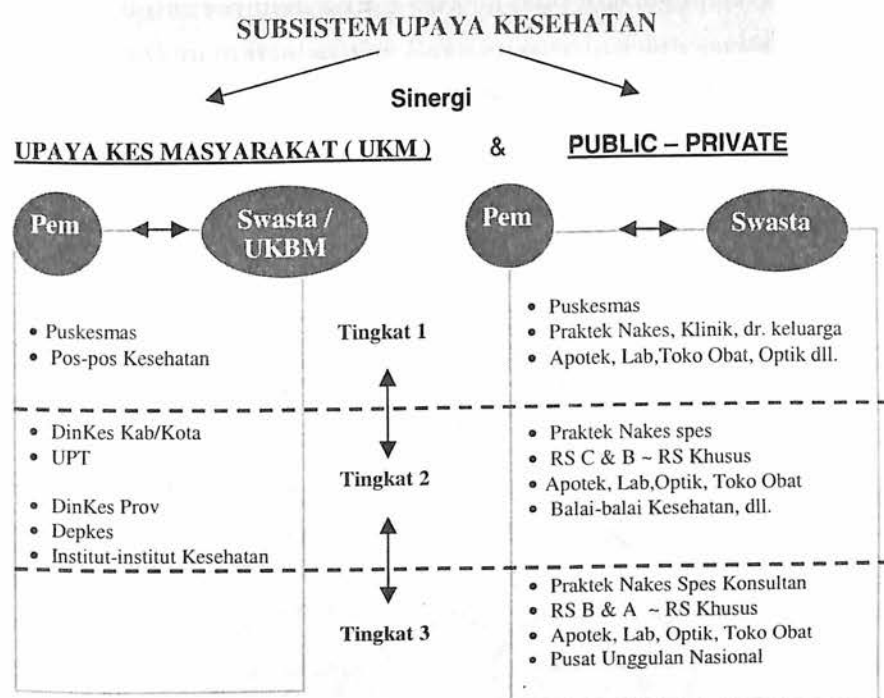 SUBSISTEM UPAYA KESEHATAN
Sinergi
UPAYA KES MASYARAKAT ( UKM ) & PUBLIC – PRIVATE
Pem
Swasta /
UKBM
Pem
Swasta
• Puskesmas
• Pos-pos Kesehatan
Tingkat 1
• Puskesmas
• Praktek Nakes, Klinik, dr. keluarga
• Apotek, Lab,Toko Obat, Optik dll.
• DinKes Kab/Kota
• UPT
• DinKes Prov
• Depkes
• Institut-institut Kesehatan
Tingkat 2
• Praktek Nakes spes
• RS C & B ~ RS Khusus
• Apotek, Lab,Optik, Toko Obat
• Balai-balai Kesehatan, dll.
Tingkat 3
• Praktek Nakes Spes Konsultan
• RS B & A ~ RS Khusus
• Apotek, Lab, Optik, Toko Obat
• Pusat Unggulan Nasional